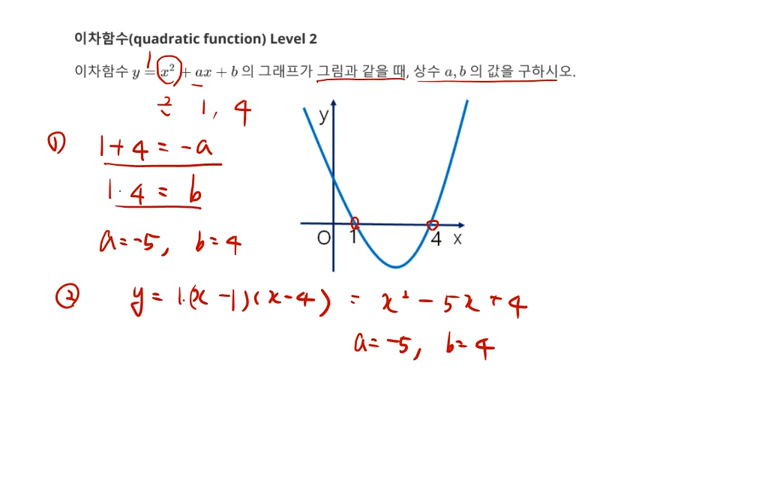 이차함수(quadratic function) Level 2
이차함수 y = x² + ax + b 의 그래프가 그림과 같을 때, 상수 a, b 의 값을 구하시오.
1
근 1, 4
① 1+4 = -a
1·4 = b
a=-5, b=4
y
O 1 4 x
② y = 1·(x-1)(x-4) = x²-5x+4
a=-5, b=4